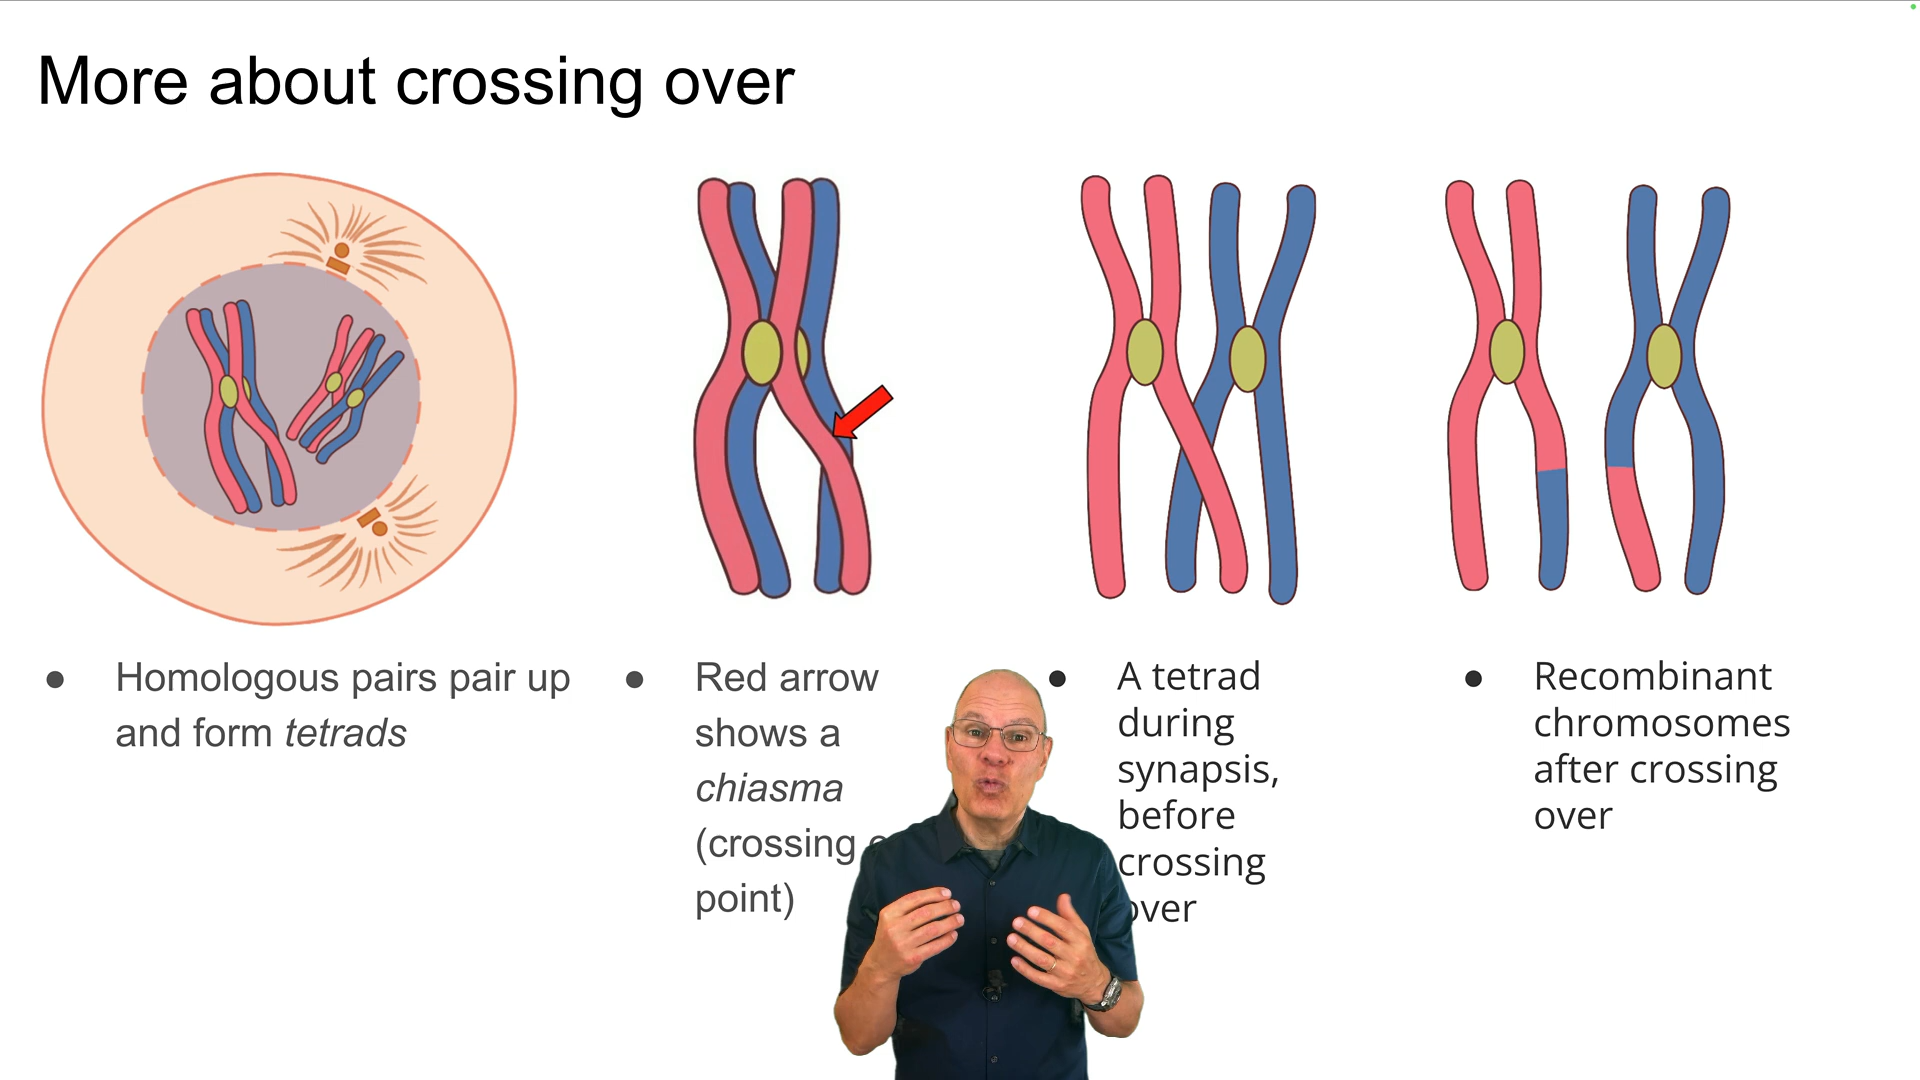 More about crossing over
● Homologous pairs pair up
and form tetrads
● Red arrow
shows a
chiasma
(crossing
point)
● A tetrad
during
synapsis,
before
crossing
over
● Recombinant
chromosomes
after crossing
over